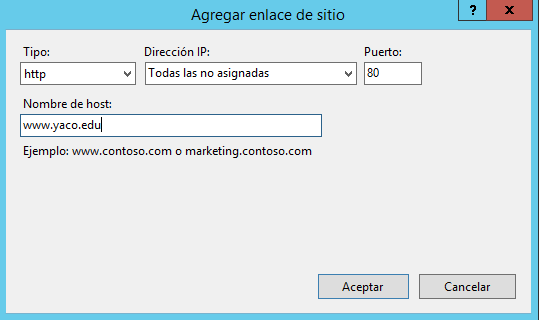 Agregar enlace de sitio
? x
Tipo: Dirección IP: Puerto:
http Todas las no asignadas 80
Nombre de host:
www.yaco.edu
Ejemplo: www.contoso.com o marketing.contoso.com
Aceptar Cancelar